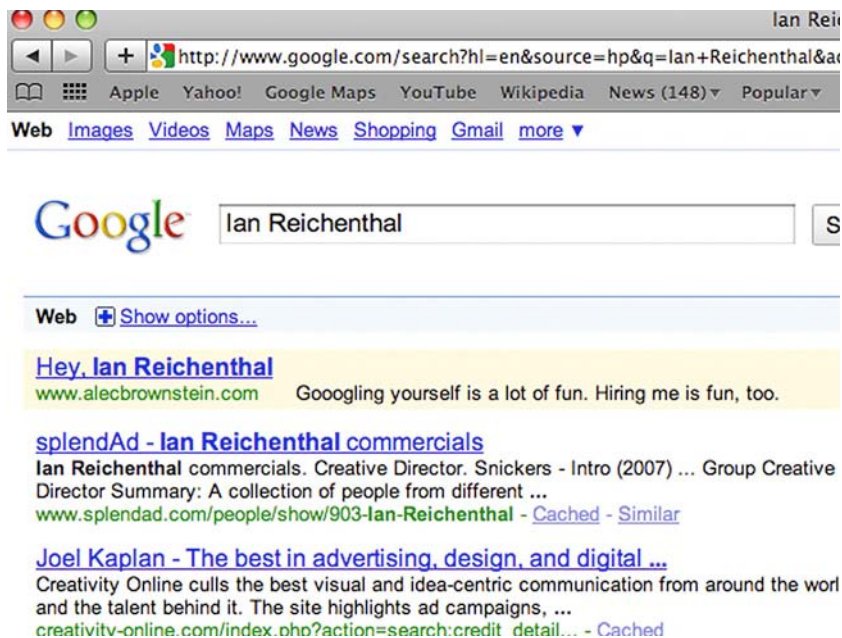 Ian Rei
+ http://www.google.com/search?hl=en&source=hp&q=Ian+Reichenthal&a
Apple Yahoo! Google Maps YouTube Wikipedia News (148) ▾ Popular ▾
Web Images Videos Maps News Shopping Gmail more ▼
Google Ian Reichenthal S
Web + Show options...
Hey, Ian Reichenthal
www.alecbrownstein.com Gooogling yourself is a lot of fun. Hiring me is fun, too.
splendAd - Ian Reichenthal commercials
Ian Reichenthal commercials. Creative Director. Snickers - Intro (2007) ... Group Creative
Director Summary: A collection of people from different ...
www.splendad.com/people/show/903-Ian-Reichenthal - Cached - Similar
Joel Kaplan - The best in advertising, design, and digital ...
Creativity Online culls the best visual and idea-centric communication from around the worl
and the talent behind it. The site highlights ad campaigns, ...
creativity-online.com/index.php?action=search:credit_detail... - Cached